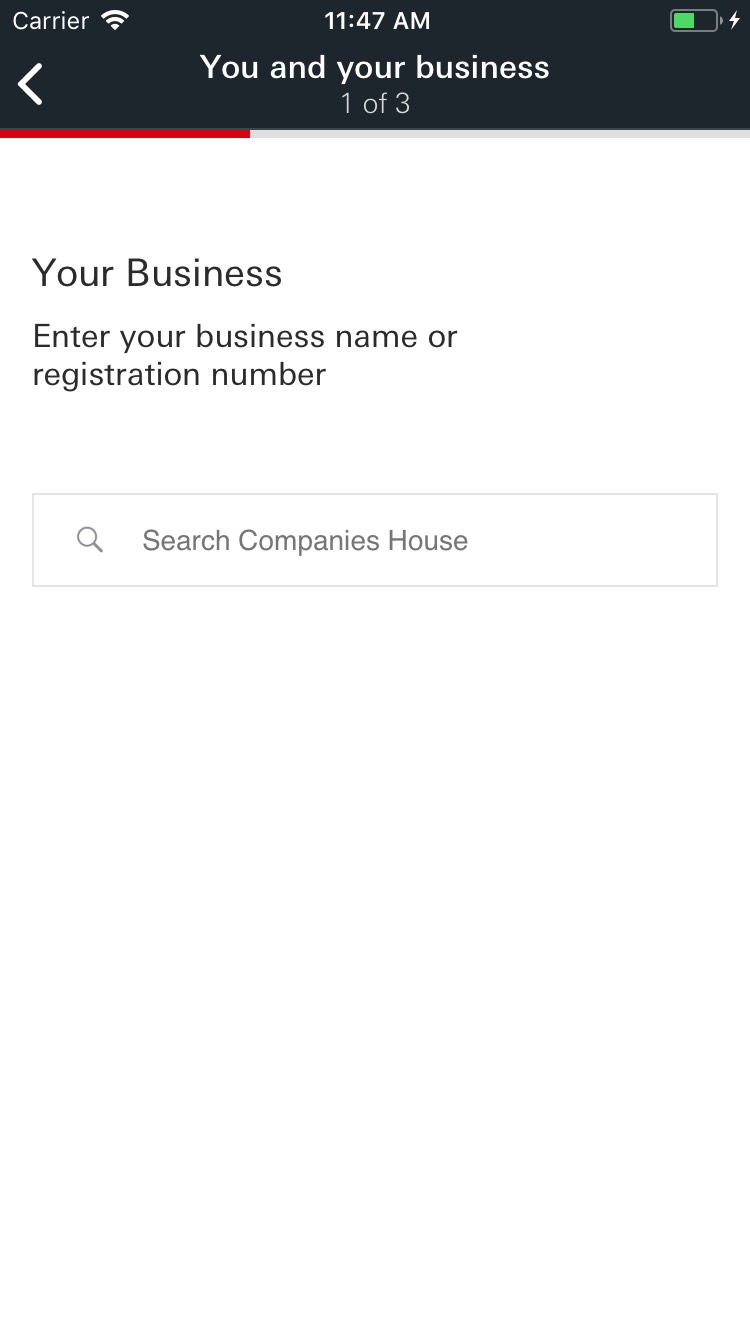 Carrier 11:47 AM
You and your business
1 of 3
Your Business
Enter your business name or
registration number
Search Companies House